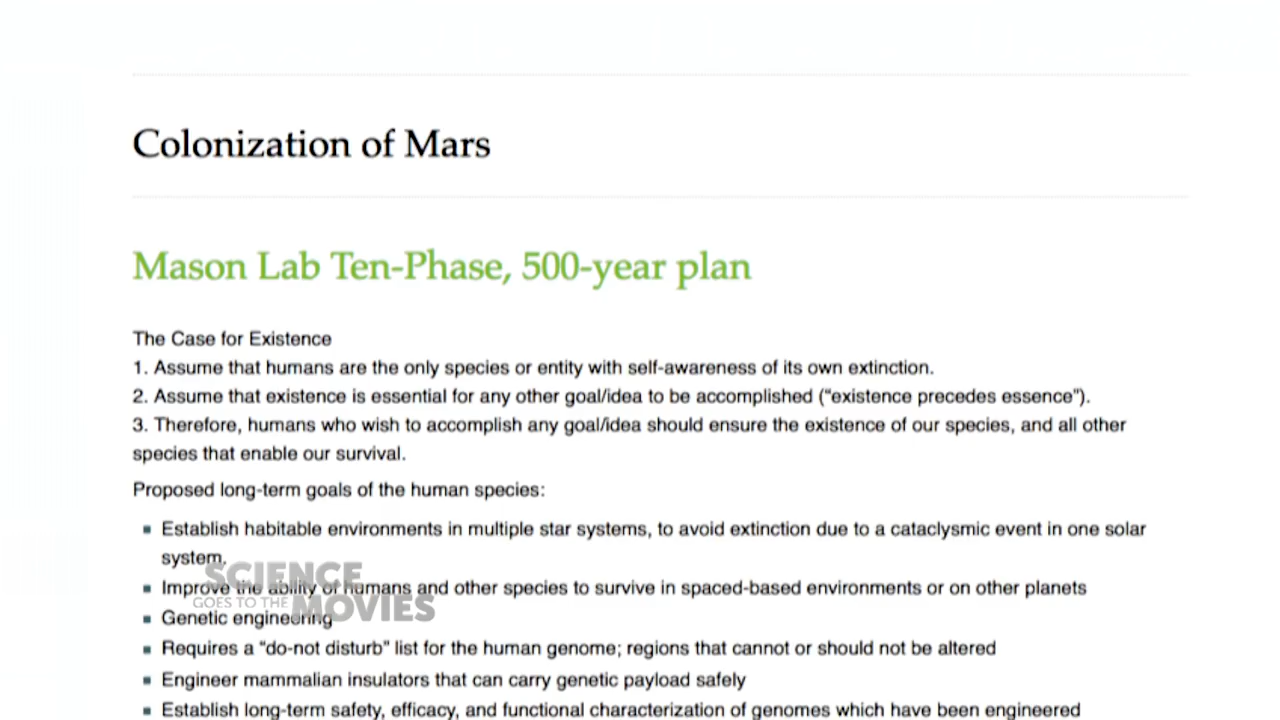 Colonization of Mars
Mason Lab Ten-Phase, 500-year plan
The Case for Existence
1. Assume that humans are the only species or entity with self-awareness of its own extinction.
2. Assume that existence is essential for any other goal/idea to be accomplished (“existence precedes essence”).
3. Therefore, humans who wish to accomplish any goal/idea should ensure the existence of our species, and all other
species that enable our survival.
Proposed long-term goals of the human species:
▪ Establish habitable environments in multiple star systems, to avoid extinction due to a cataclysmic event in one solar
system.
▪ Improve the ability of humans and other species to survive in spaced-based environments or on other planets
▪ Genetic engineering
▪ Requires a “do-not disturb” list for the human genome; regions that cannot or should not be altered
▪ Engineer mammalian insulators that can carry genetic payload safely
▪ Establish long-term safety, efficacy, and functional characterization of genomes which have been engineered
SCIENCE
GOES TO THE MOVIES